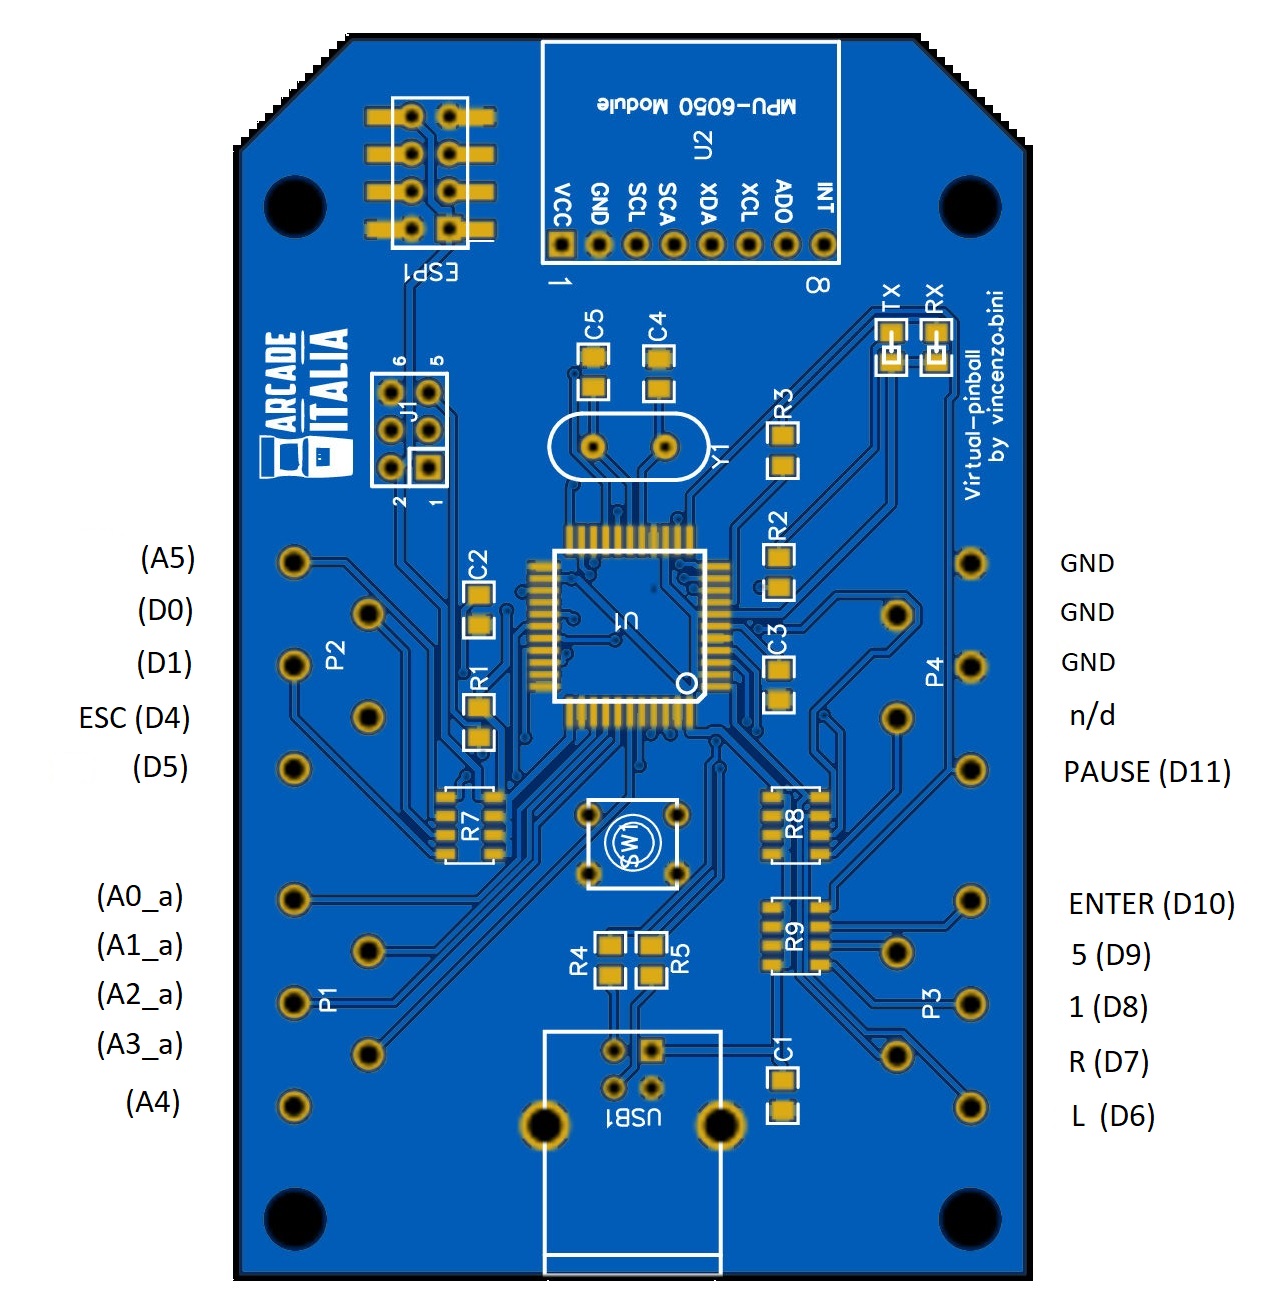 MPU-6050 Module
U2
VCC
GND
SCL
SCA
XDA
XCL
ADO
INT
1
8
ESP1
TX
RX
C5
C4
ARCADE
ITALIA
6
5
J1
2
1
Y1
R3
Virtual-pinball
by vincenzo.bini
R2
C2
U1
C3
R1
(A5)
(D0)
(D1)
ESC (D4)
(D5)
P2
GND
GND
GND
n/d
PAUSE (D11)
P4
R7
SW1
R8
R9
(A0_a)
(A1_a)
(A2_a)
(A3_a)
(A4)
P1
R4
R5
ENTER (D10)
5 (D9)
1 (D8)
R (D7)
L (D6)
P3
C1
USB1